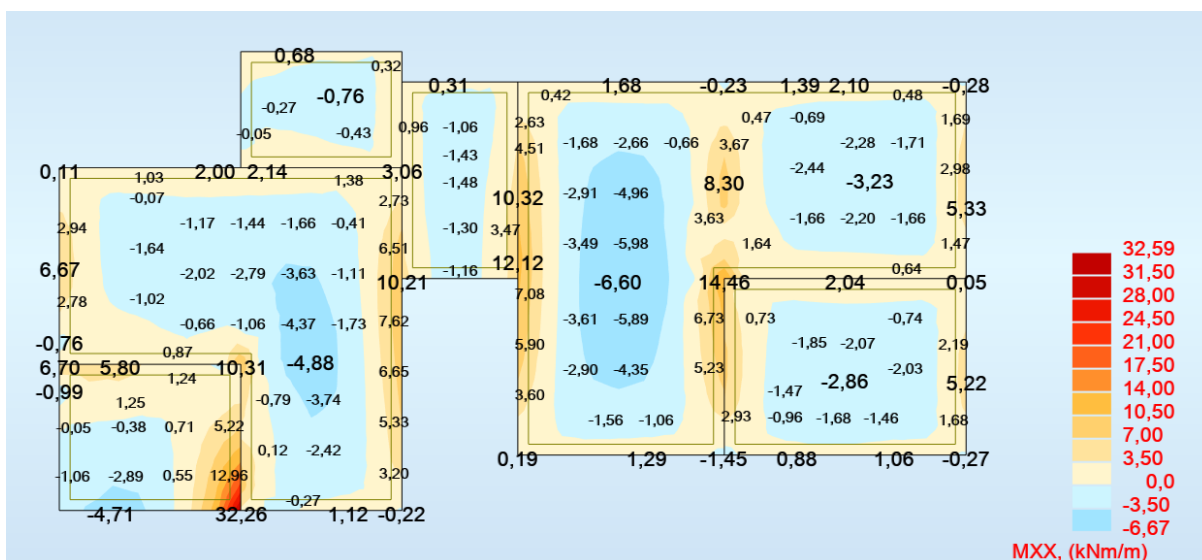 0,68
0,32
-0,27 -0,76
-0,05 -0,43
0,31
0,96 -1,06
-1,43
-1,48
-1,30 3,47
-1,16
1,68 -0,23 1,39 2,10 -0,28
0,42 0,48
2,63 0,47 -0,69 1,69
4,51 -1,68 -2,66 -0,66 3,67 -2,28 -1,71
-2,44 2,98
10,32 -2,91 -4,96 8,30 -3,23
3,63 -1,66 -2,20 -1,66 5,33
-3,49 -5,98 1,64 1,47
12,12 0,64
-6,60 14,46 2,04 0,05
7,08
-3,61 -5,89 6,73 0,73 -0,74
5,90 -1,85 -2,07 2,19
-2,90 -4,35 5,23 -2,03
3,60 -1,47 -2,86 5,22
-1,56 -1,06 2,93 -0,96 -1,68 -1,46 1,68
0,19 1,29 -1,45 0,88 1,06 -0,27
0,11 2,00 2,14 3,06
1,03 1,38
-0,07 2,73
2,94 -1,17 -1,44 -1,66 -0,41
-1,64 6,51
6,67 -2,02 -2,79 -3,63 -1,11
10,21
2,78 -1,02
-0,66 -1,06 -4,37 -1,73 7,62
-0,76 0,87
6,70 5,80 10,31 -4,88 6,65
1,24
-0,99 1,25 -0,79 -3,74
-0,05 -0,38 0,71 5,22 5,33
0,12 -2,42
-1,06 -2,89 0,55 12,96 3,20
-0,27
-4,71 32,26 1,12 -0,22
32,59
31,50
28,00
24,50
21,00
17,50
14,00
10,50
7,00
3,50
0,0
-3,50
-6,67
MXX, (kNm/m)